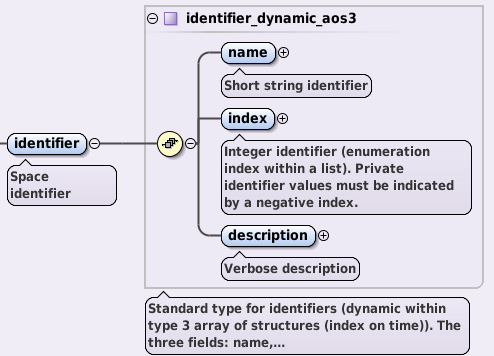 identifier_dynamic_aos3
name
Short string identifier
index
Integer identifier (enumeration
index within a list). Private
identifier values must be indicated
by a negative index.
identifier
Space
identifier
description
Verbose description
Standard type for identifiers (dynamic within
type 3 array of structures (index on time)). The
three fields: name,...